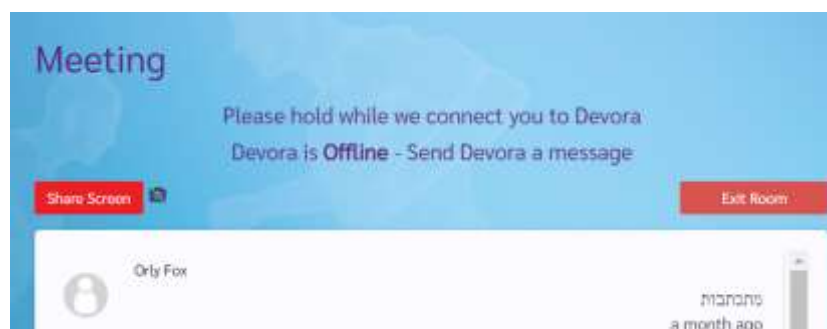 Meeting
Please hold while we connect you to Devora
Devora is Offline - Send Devora a message
Share Screen
Exit Room
Orly Fox
מתכתבות
a month ago